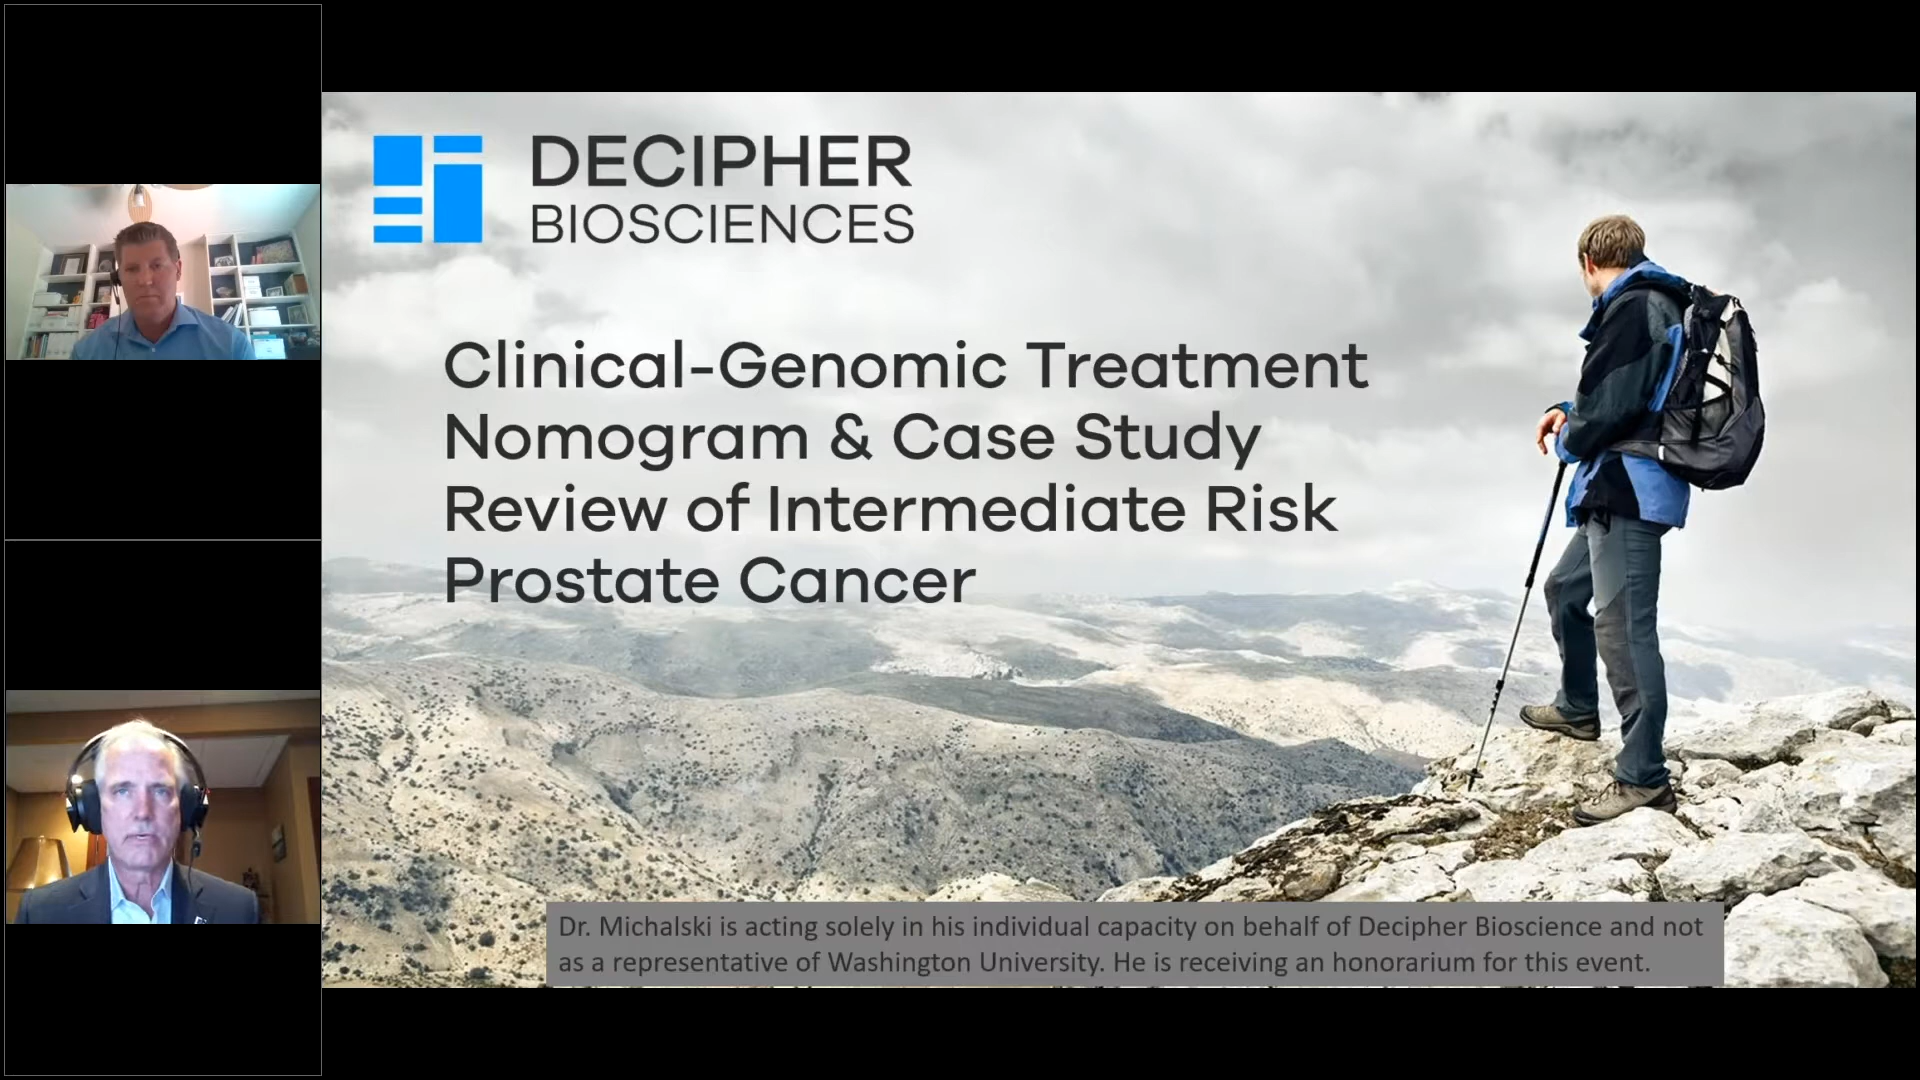 DECIPHER
BIOSCIENCES
Clinical-Genomic Treatment
Nomogram & Case Study
Review of Intermediate Risk
Prostate Cancer
Dr. Michalski is acting solely in his individual capacity on behalf of Decipher Bioscience and not
as a representative of Washington University. He is receiving an honorarium for this event.